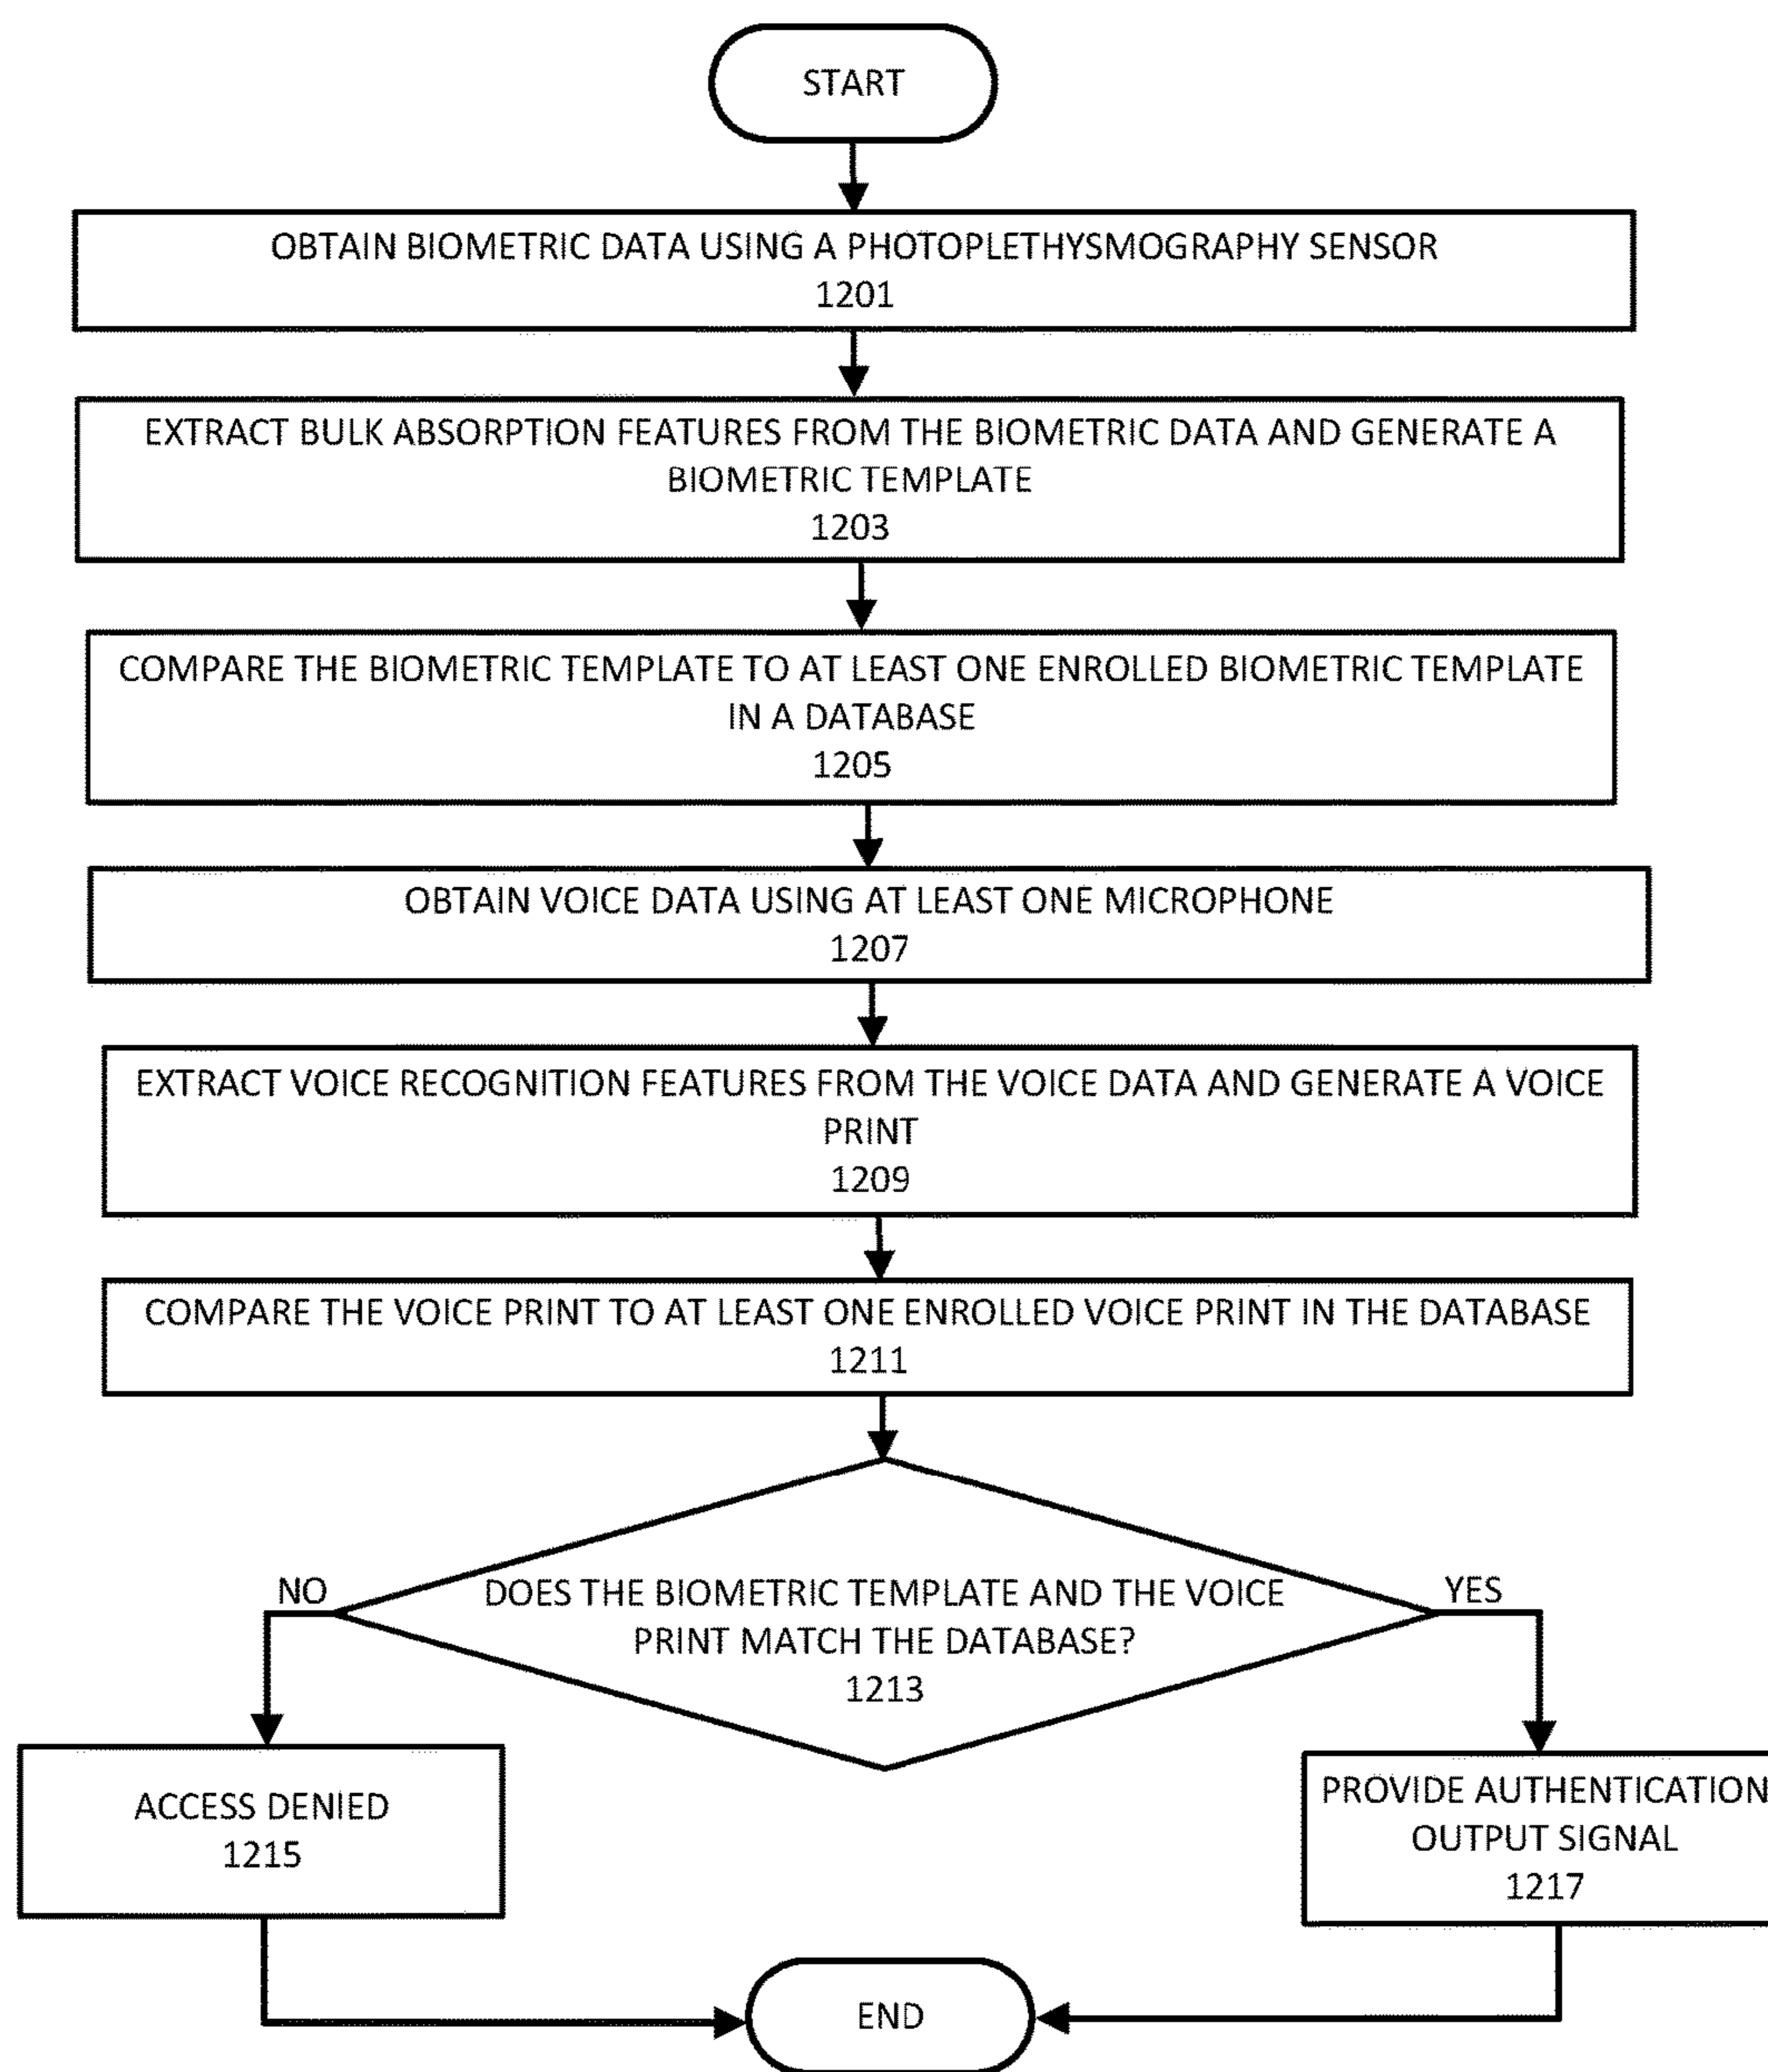 START
OBTAIN BIOMETRIC DATA USING A PHOTOPLETHYSMOGRAPHY SENSOR
1201
EXTRACT BULK ABSORPTION FEATURES FROM THE BIOMETRIC DATA AND GENERATE A
BIOMETRIC TEMPLATE
1203
COMPARE THE BIOMETRIC TEMPLATE TO AT LEAST ONE ENROLLED BIOMETRIC TEMPLATE
IN A DATABASE
1205
OBTAIN VOICE DATA USING AT LEAST ONE MICROPHONE
1207
EXTRACT VOICE RECOGNITION FEATURES FROM THE VOICE DATA AND GENERATE A VOICE
PRINT
1209
COMPARE THE VOICE PRINT TO AT LEAST ONE ENROLLED VOICE PRINT IN THE DATABASE
1211
DOES THE BIOMETRIC TEMPLATE AND THE VOICE
PRINT MATCH THE DATABASE?
1213
NO
YES
ACCESS DENIED
1215
PROVIDE AUTHENTICATION
OUTPUT SIGNAL
1217
END